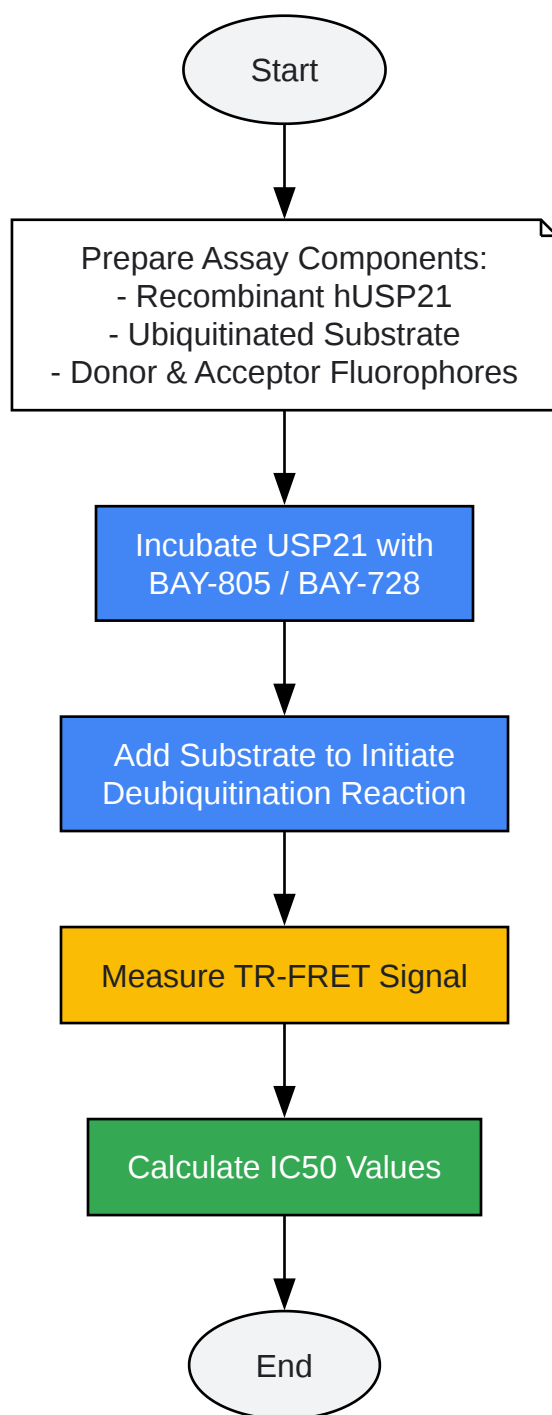 Start
Prepare Assay Components:
- Recombinant hUSP21
- Ubiquitinated Substrate
- Donor & Acceptor Fluorophores
Incubate USP21 with
BAY-805 / BAY-728
Add Substrate to Initiate
Deubiquitination Reaction
Measure TR-FRET Signal
Calculate IC50 Values
End